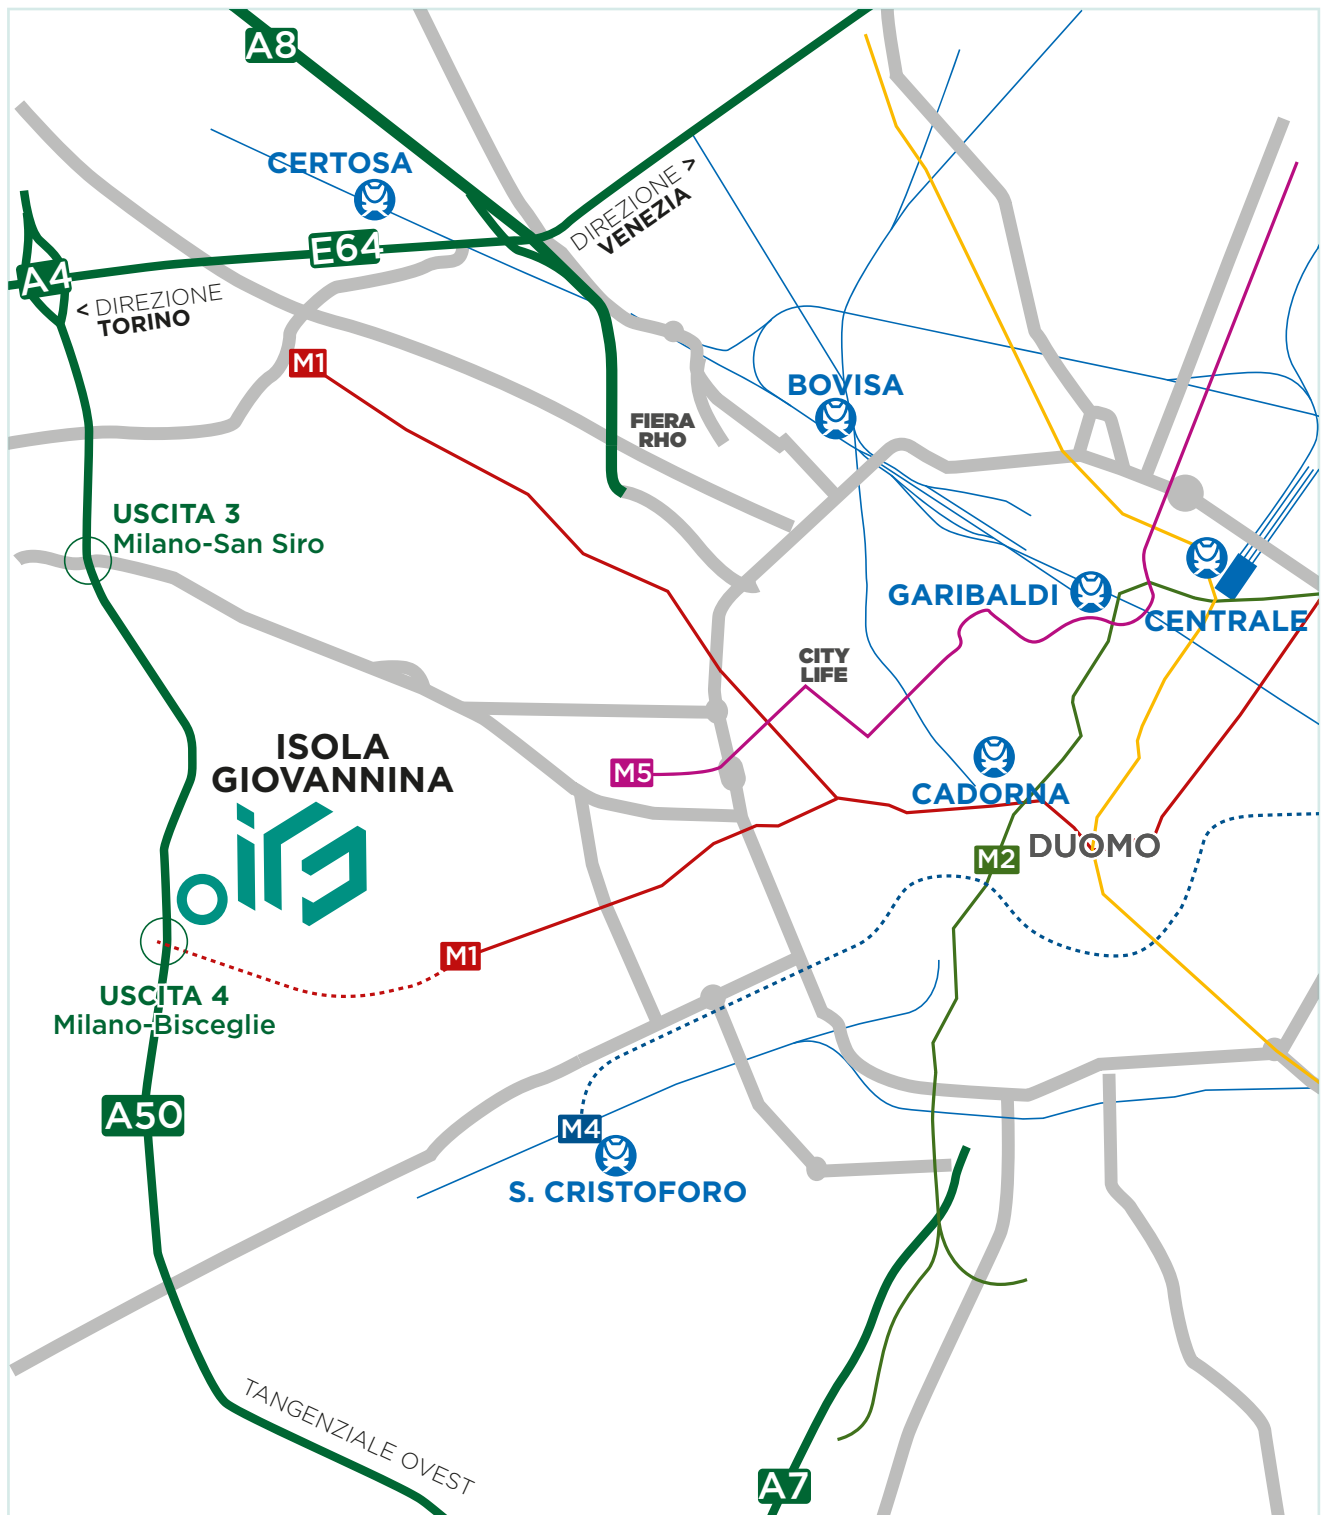 A8
CERTOSA
DIREZIONE >
VENEZIA
E64
A4
< DIREZIONE
TORINO
M1
BOVISA
FIERA
RHO
USCITA 3
Milano-San Siro
GARIBALDI
CENTRALE
CITY
LIFE
ISOLA
GIOVANNINA
M5
CADORNA
DUOMO
M2
M1
USCITA 4
Milano-Bisceglie
A50
M4
S. CRISTOFORO
TANGENZIALE OVEST
A7